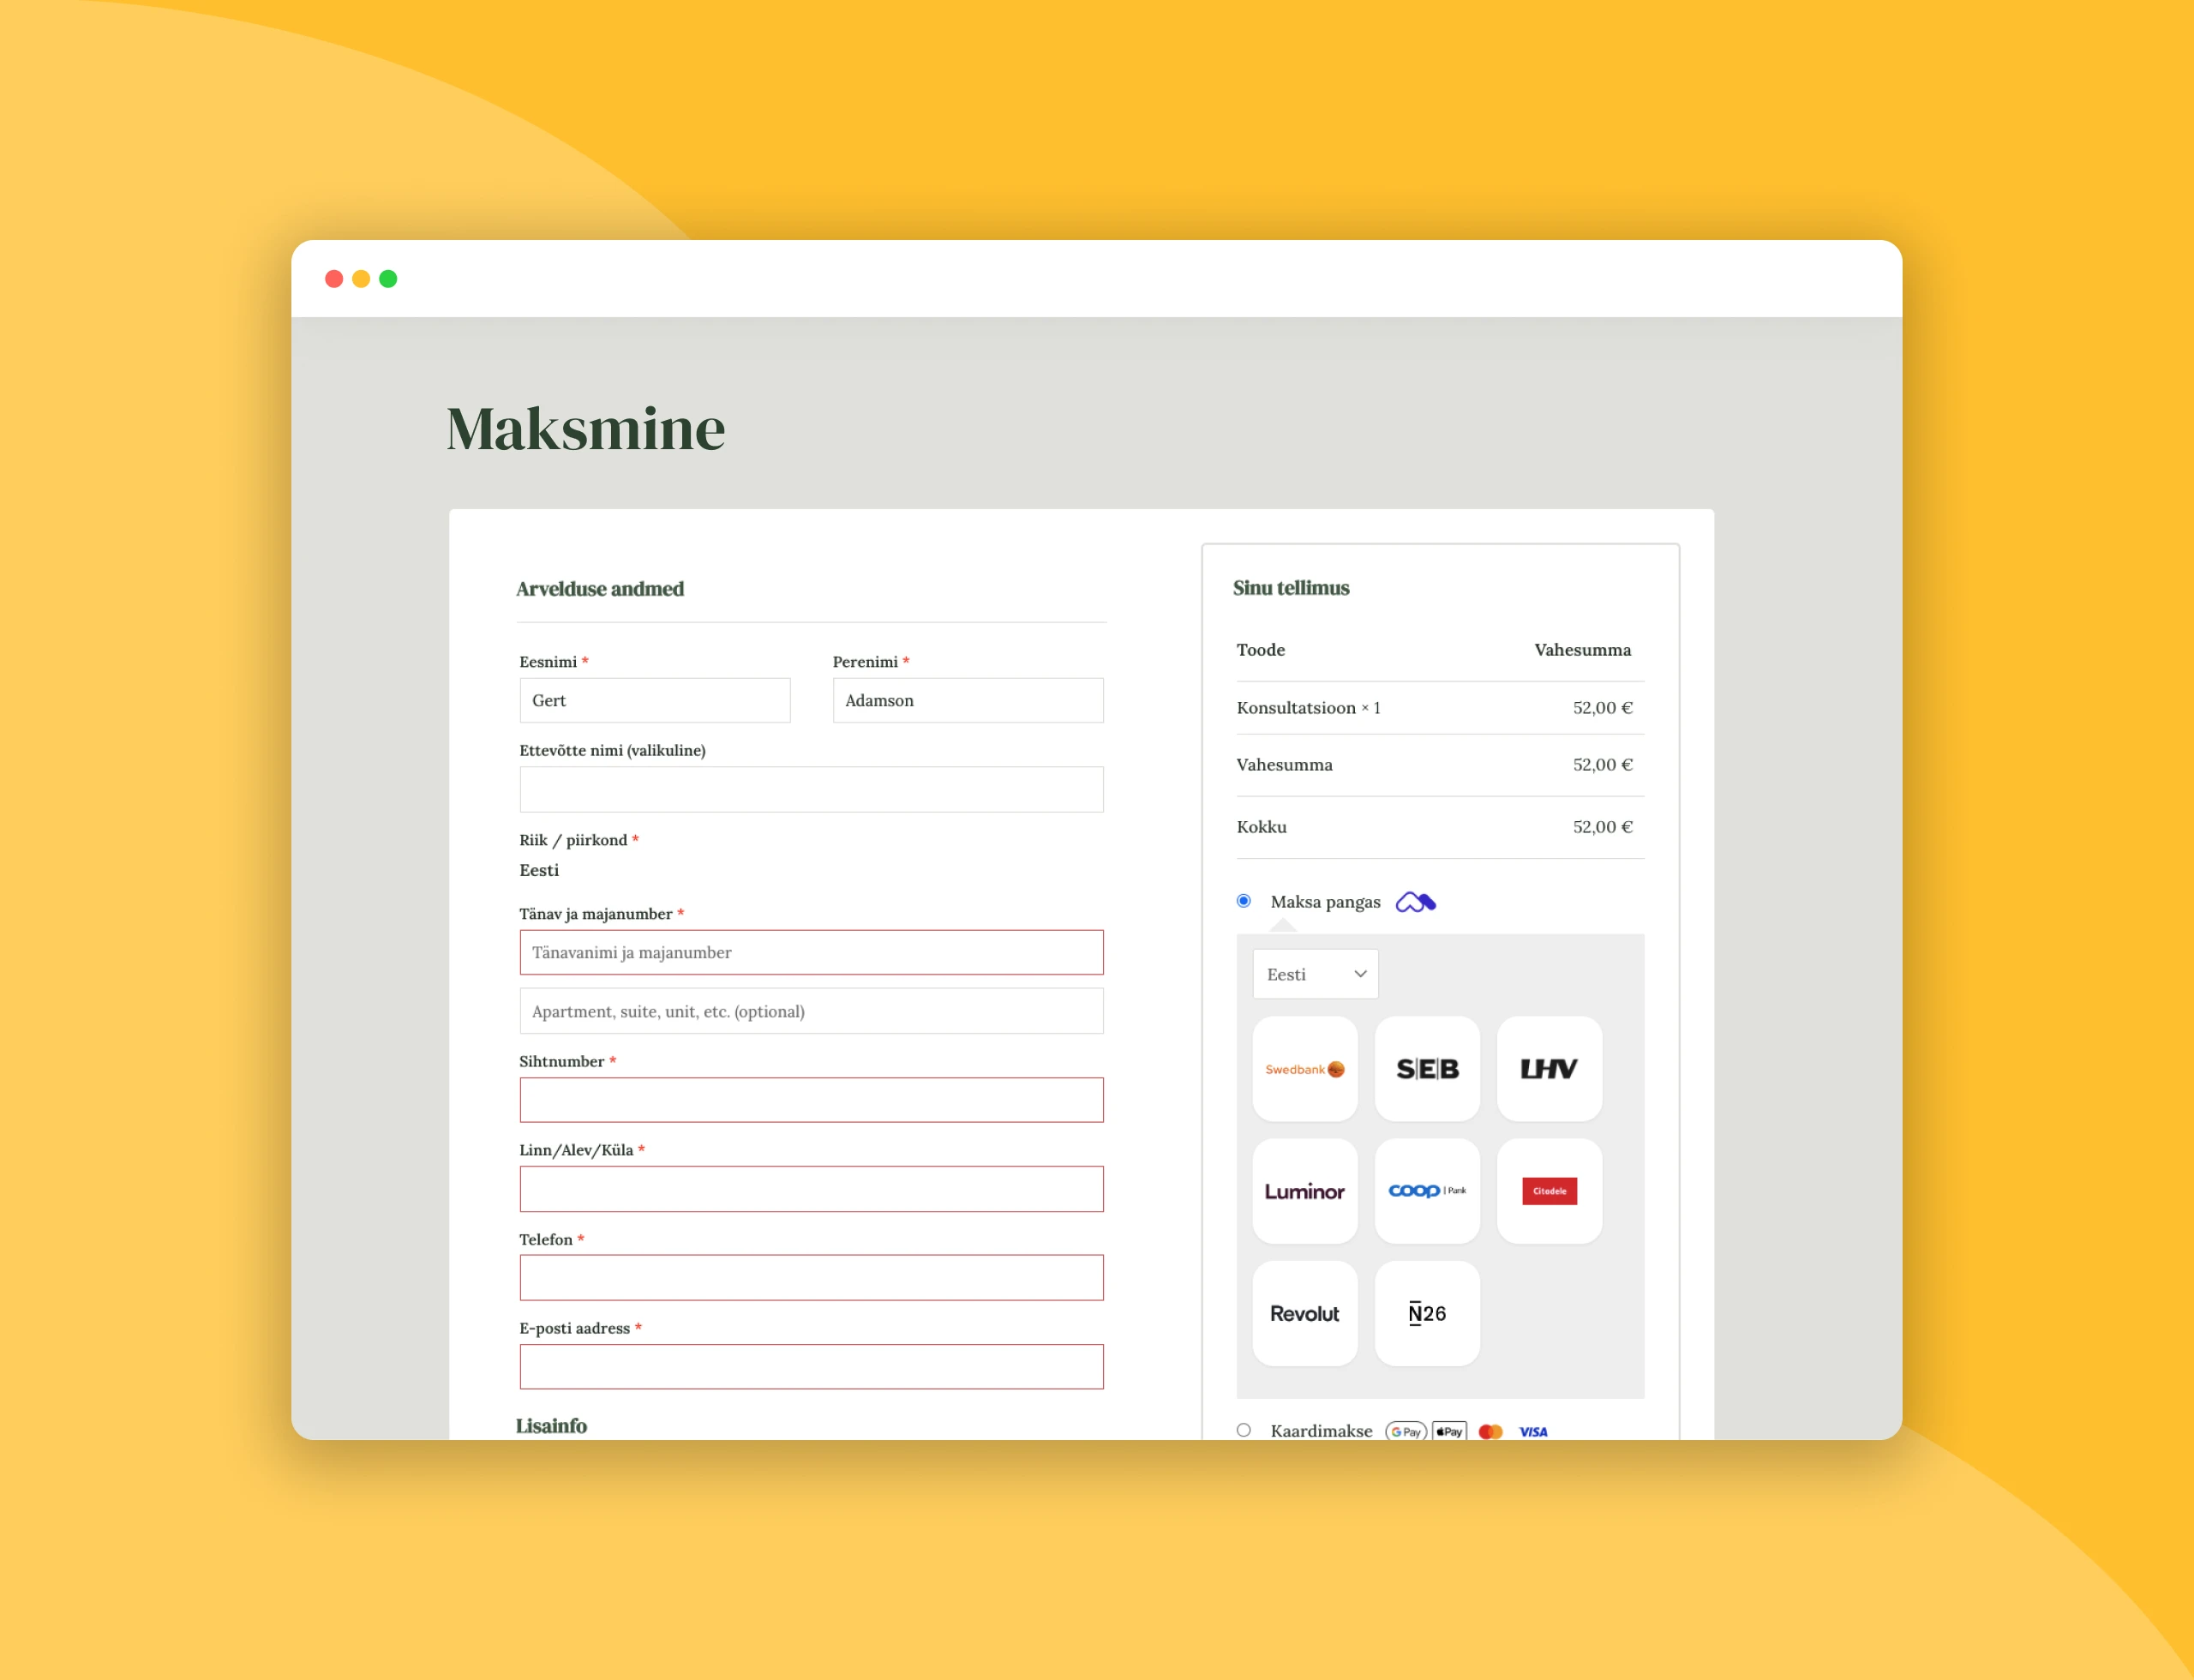 Maksmine
Arvelduse andmed
Eesnimi *
Perenimi *
Gert
Adamson
Ettevõtte nimi (valikuline)
Riik / piirkond *
Eesti
Tänav ja majanumber *
Tänavanimi ja majanumber
Apartment, suite, unit, etc. (optional)
Sihtnumber *
Linn/Alev/Küla *
Telefon *
E-posti aadress *
Lisainfo
Sinu tellimus
Toode Vahesumma
Konsultatsioon × 1 52,00 €
Vahesumma 52,00 €
Kokku 52,00 €
Maksa pangas
Eesti
Swedbank
SEB
LHV
Luminor
coop | Pank
Citadele
Revolut
N26
Kaardimakse G Pay Pay VISA